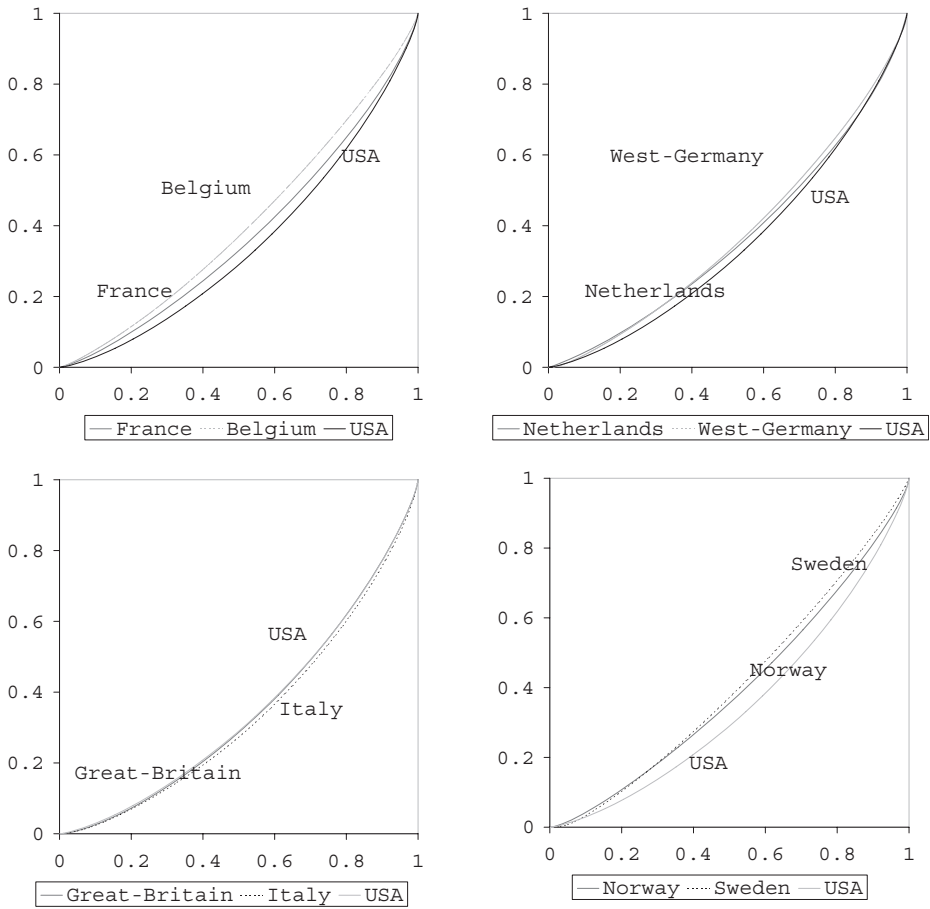 1
0.8
0.6
0.4
0.2
0
USA
Belgium
France
0 0.2 0.4 0.6 0.8 1
France Belgium USA
1
0.8
0.6
0.4
0.2
0
West-Germany
USA
Netherlands
0 0.2 0.4 0.6 0.8 1
Netherlands West-Germany USA
1
0.8
0.6
0.4
0.2
0
USA
Italy
Great-Britain
0 0.2 0.4 0.6 0.8 1
Great-Britain Italy USA
1
0.8
0.6
0.4
0.2
0
Sweden
Norway
USA
0 0.2 0.4 0.6 0.8 1
Norway Sweden USA